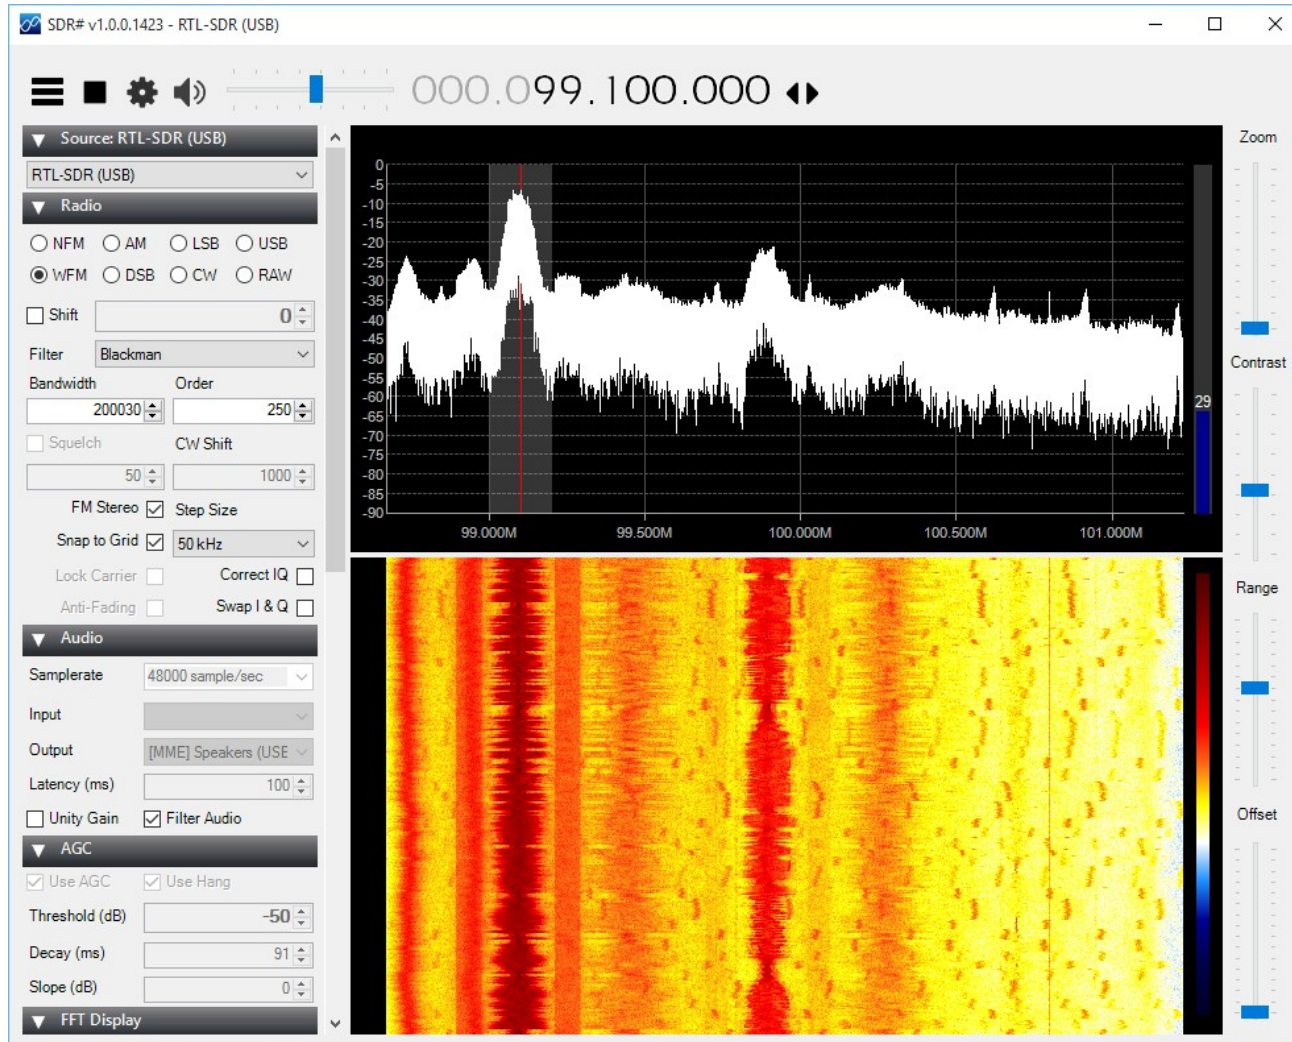 SDR# v1.0.0.1423 - RTL-SDR (USB)
000.099.100.000
Source: RTL-SDR (USB)
RTL-SDR (USB)
Radio
NFM AM LSB USB
WFM DSB CW RAW
Shift 0
Filter Blackman
Bandwidth Order
200030 250
Squelch CW Shift
50 1000
FM Stereo Step Size
Snap to Grid 50 kHz
Lock Carrier Correct IQ
Anti-Fading Swap I & Q
Audio
Samplerate 48000 sample/sec
Input
Output [MME] Speakers (USE
Latency (ms) 100
Unity Gain Filter Audio
AGC
Use AGC Use Hang
Threshold (dB) -50
Decay (ms) 91
Slope (dB) 0
FFT Display
0
-5
-10
-15
-20
-25
-30
-35
-40
-45
-50
-55
-60
-65
-70
-75
-80
-85
-90
99.000M 99.500M 100.000M 100.500M 101.000M
29
Zoom
Contrast
Range
Offset